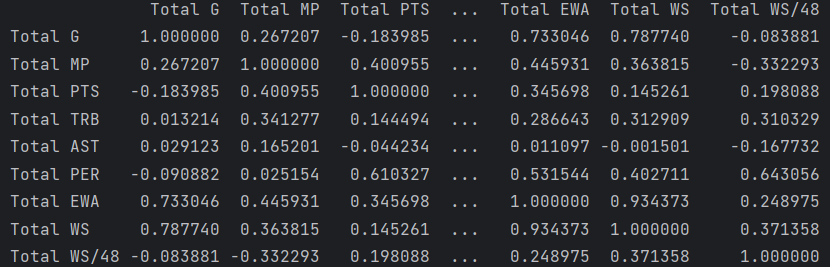 Total G Total MP Total PTS ... Total EWA Total WS Total WS/48
Total G 1.000000 0.267207 -0.183985 ... 0.733046 0.787740 -0.083881
Total MP 0.267207 1.000000 0.400955 ... 0.445931 0.363815 -0.332293
Total PTS -0.183985 0.400955 1.000000 ... 0.345698 0.145261 0.198088
Total TRB 0.013214 0.341277 0.144494 ... 0.286643 0.312909 0.310329
Total AST 0.029123 0.165201 -0.044234 ... 0.011097 -0.001501 -0.167732
Total PER -0.090882 0.025154 0.610327 ... 0.531544 0.402711 0.643056
Total EWA 0.733046 0.445931 0.345698 ... 1.000000 0.934373 0.248975
Total WS 0.787740 0.363815 0.145261 ... 0.934373 1.000000 0.371358
Total WS/48 -0.083881 -0.332293 0.198088 ... 0.248975 0.371358 1.000000